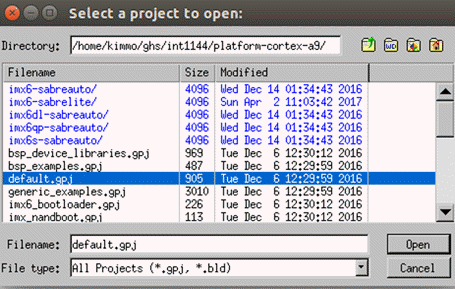 Select a project to open:
Directory: /home/kimmo/ghs/int1144/platform-cortex-a9/
Filename Size Modified
imx6-sabreauto/ 4096 Wed Dec 14 01:34:43 2016
imx6-sabrelite/ 4096 Sun Apr 2 11:03:42 2017
imx6dl-sabreauto/ 4096 Wed Dec 14 01:34:43 2016
imx6qp-sabreauto/ 4096 Wed Dec 14 01:34:43 2016
imx6s-sabreauto/ 4096 Wed Dec 14 01:34:43 2016
bsp_device_libraries.gpj 969 Tue Dec 6 12:30:12 2016
bsp_examples.gpj 487 Tue Dec 6 12:29:59 2016
default.gpj 905 Tue Dec 6 12:29:59 2016
generic_examples.gpj 3010 Tue Dec 6 12:29:59 2016
imx6_bootloader.gpj 226 Tue Dec 6 12:30:12 2016
imx_nandboot.gpj 113 Tue Dec 6 12:29:59 2016
Filename: default.gpj Open
File type: All Projects (*.gpj, *.bld) Cancel